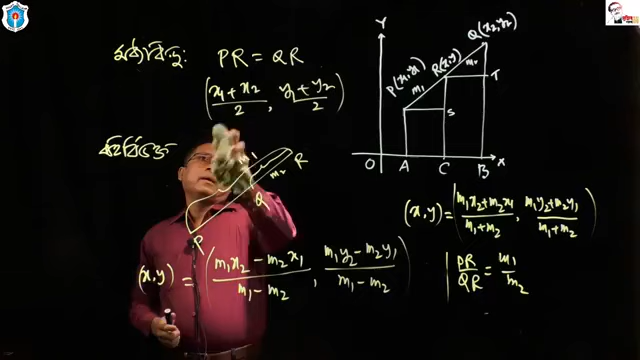 মধ্যবিন্দু: PR = QR
(x₁ + x₂ / 2 , y₁ + y₂ / 2)
বহির্বিভক্ত
m₁
m₂
R
Q
P
(x,y) = (m₁x₂ − m₂x₁ / m₁ − m₂ , m₁y₂ − m₂y₁ / m₁ − m₂)
Y
Q(x₂,y₂)
R(x,y)
P(x₁,y₁)
m₁
m₂
S
T
O A C B X
(x,y) = (m₁x₂+m₂x₁ / m₁+m₂ , m₁y₂+m₂y₁ / m₁+m₂)
PR / QR = m₁ / m₂